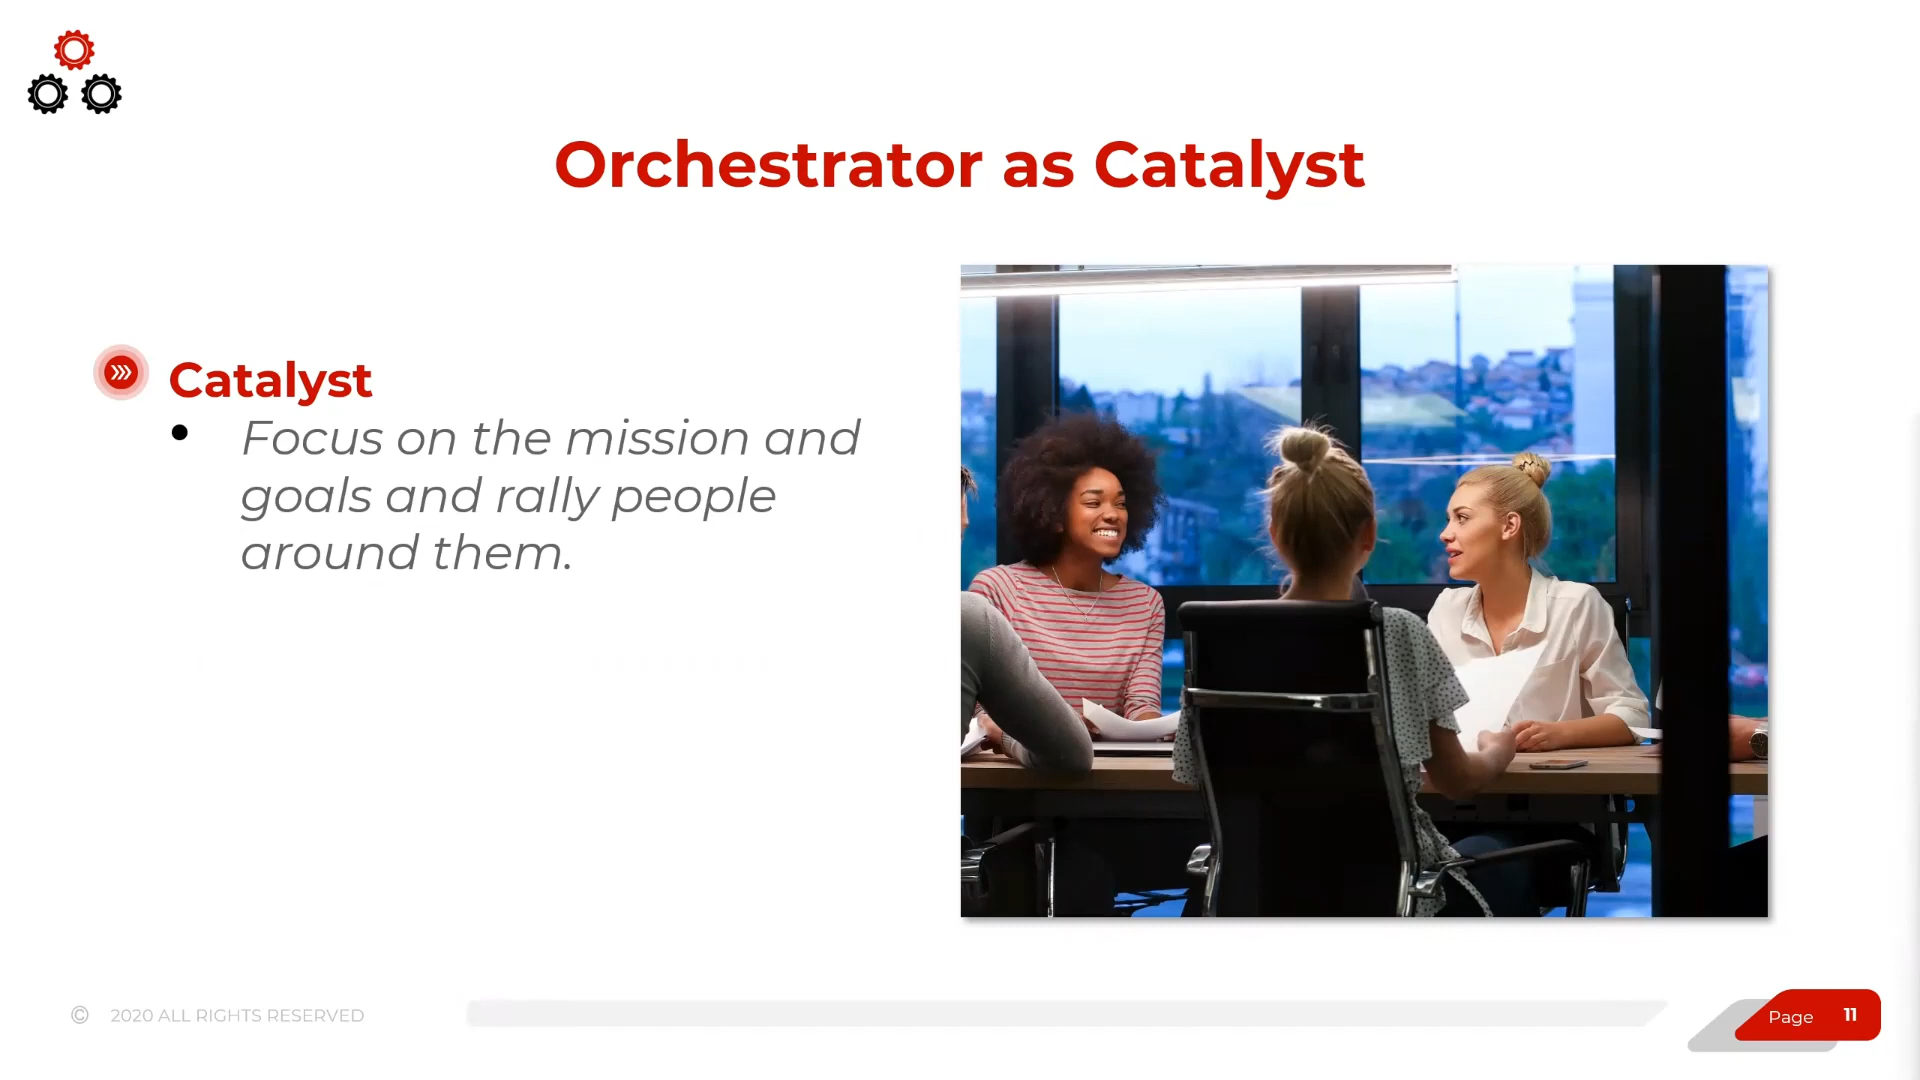 Orchestrator as Catalyst
Catalyst
• Focus on the mission and
goals and rally people
around them.
© 2020 ALL RIGHTS RESERVED
Page 11